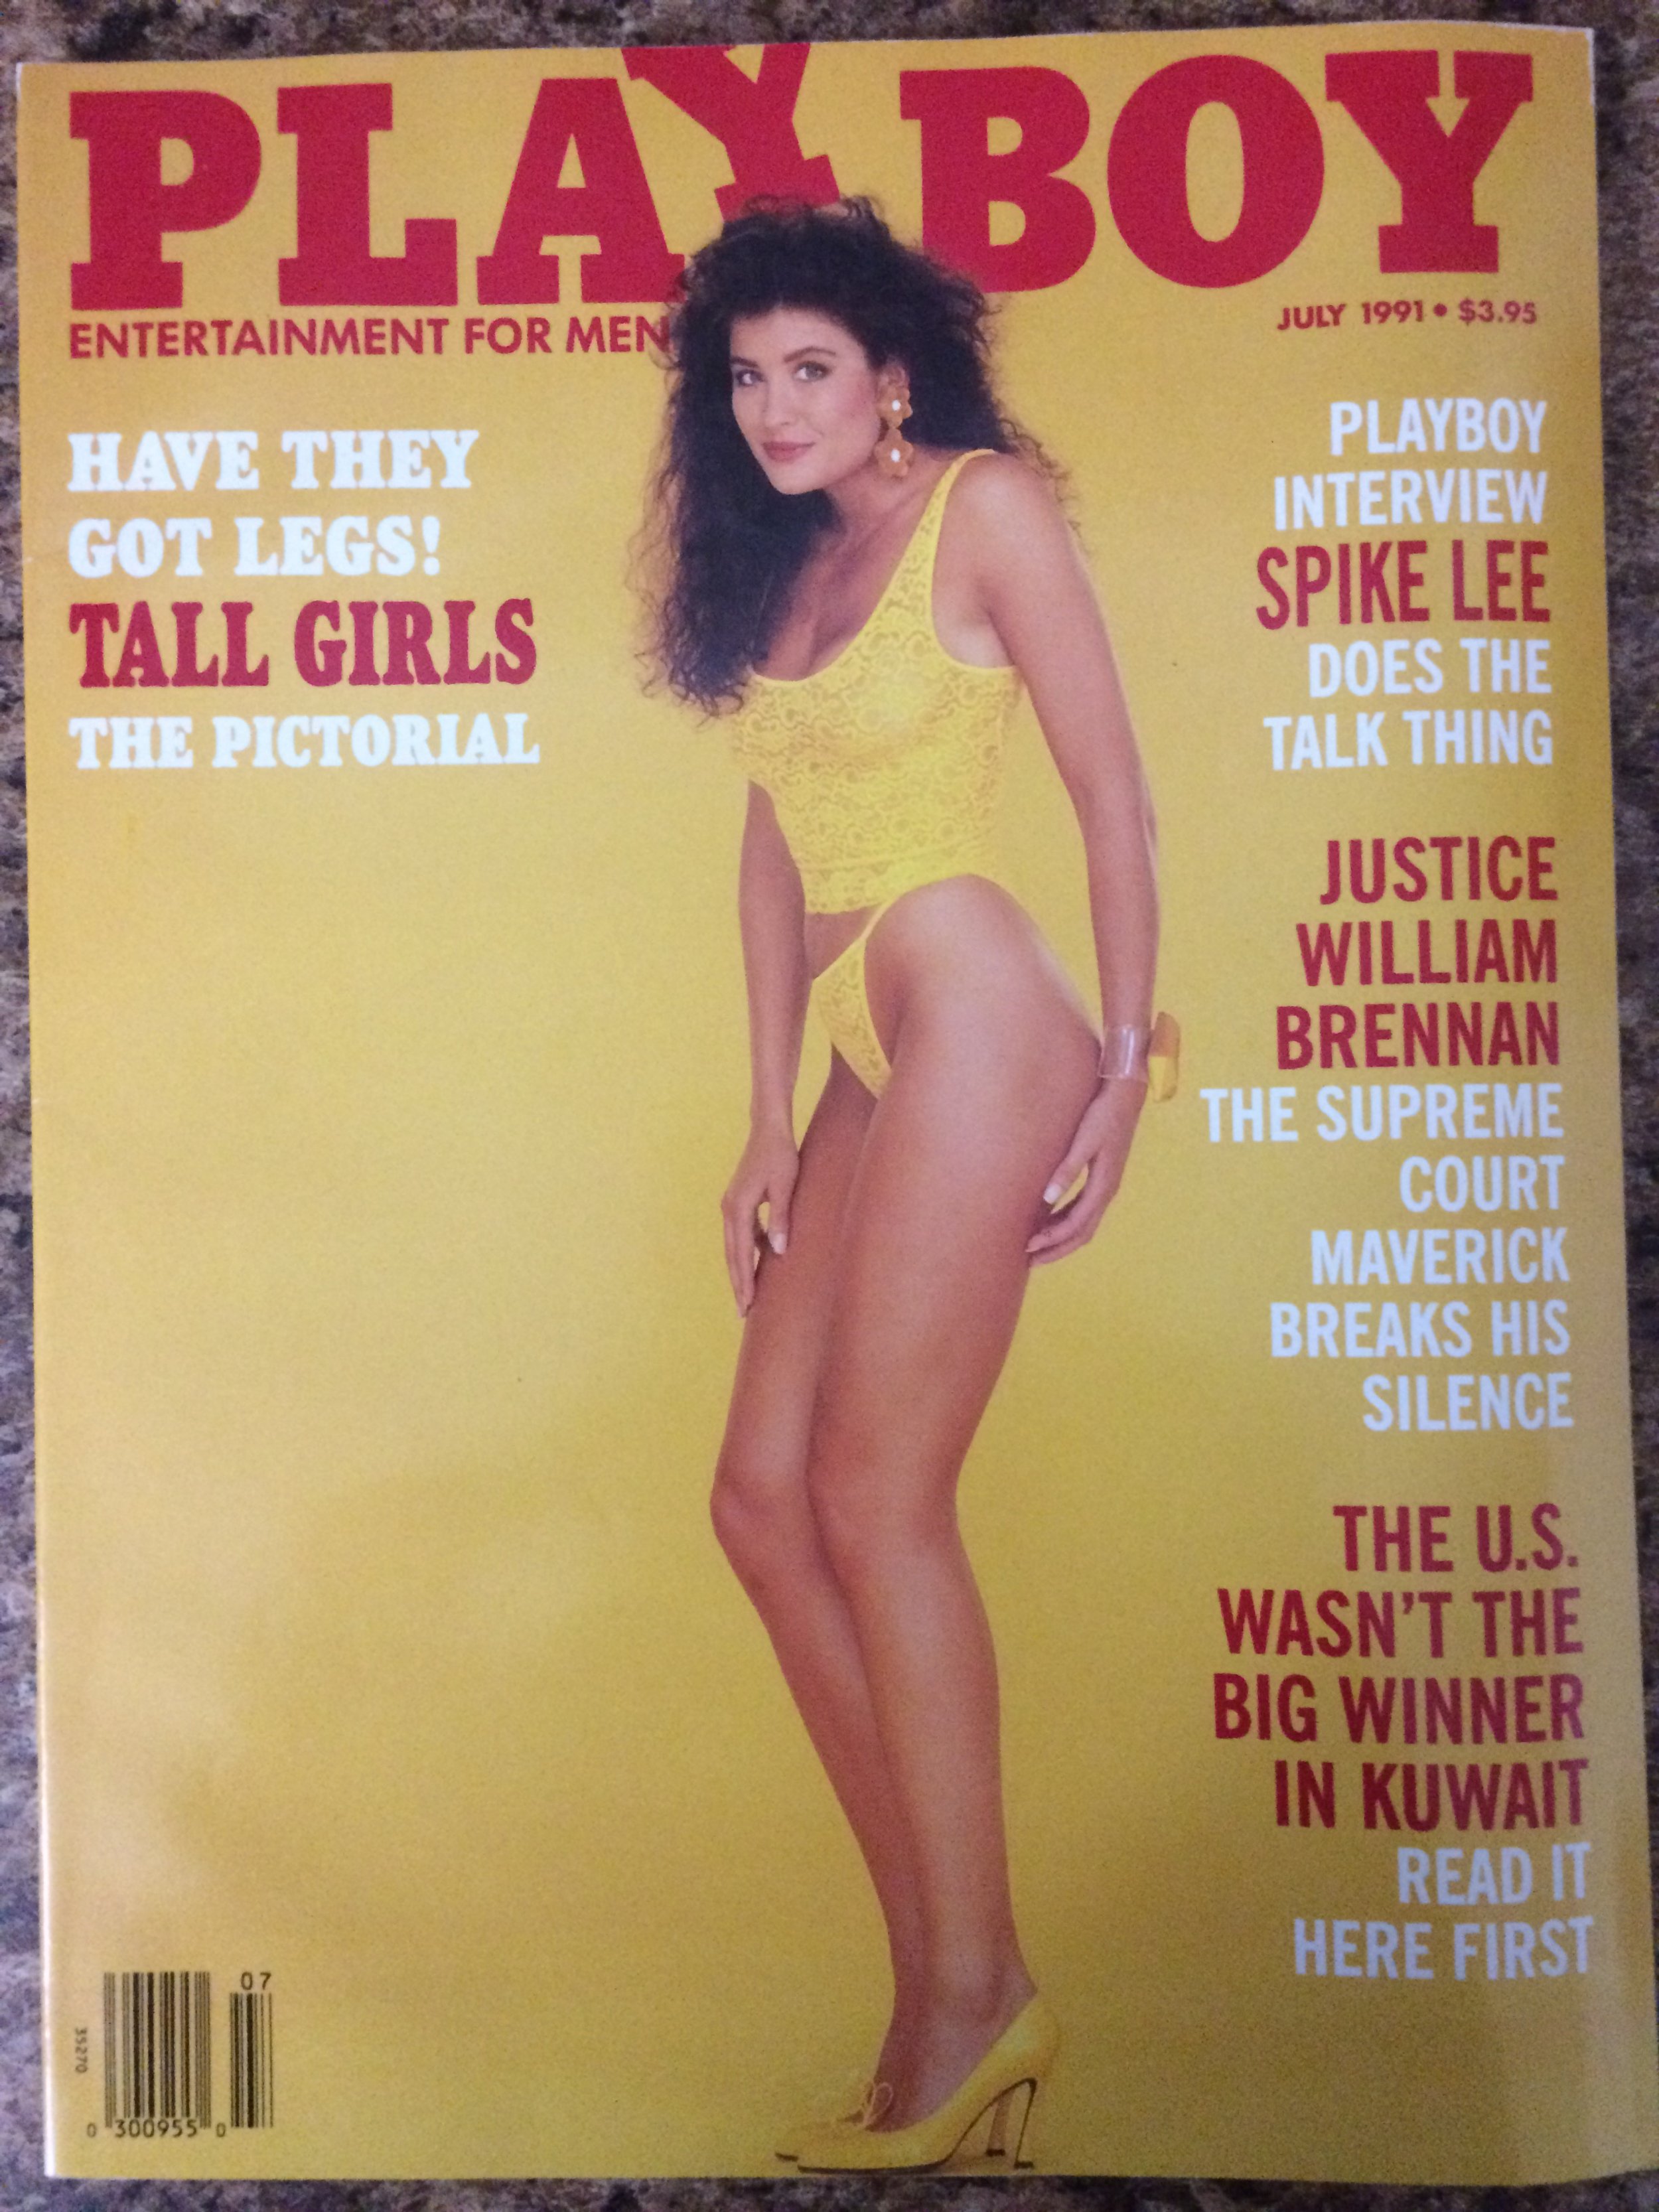 PLAYBOY
ENTERTAINMENT FOR MEN
JULY 1991 • $3.95
HAVE THEY
GOT LEGS!
TALL GIRLS
THE PICTORIAL
PLAYBOY
INTERVIEW
SPIKE LEE
DOES THE
TALK THING
JUSTICE
WILLIAM
BRENNAN
THE SUPREME
COURT
MAVERICK
BREAKS HIS
SILENCE
THE U.S.
WASN'T THE
BIG WINNER
IN KUWAIT
READ IT
HERE FIRST
07
35270
0 300955 0